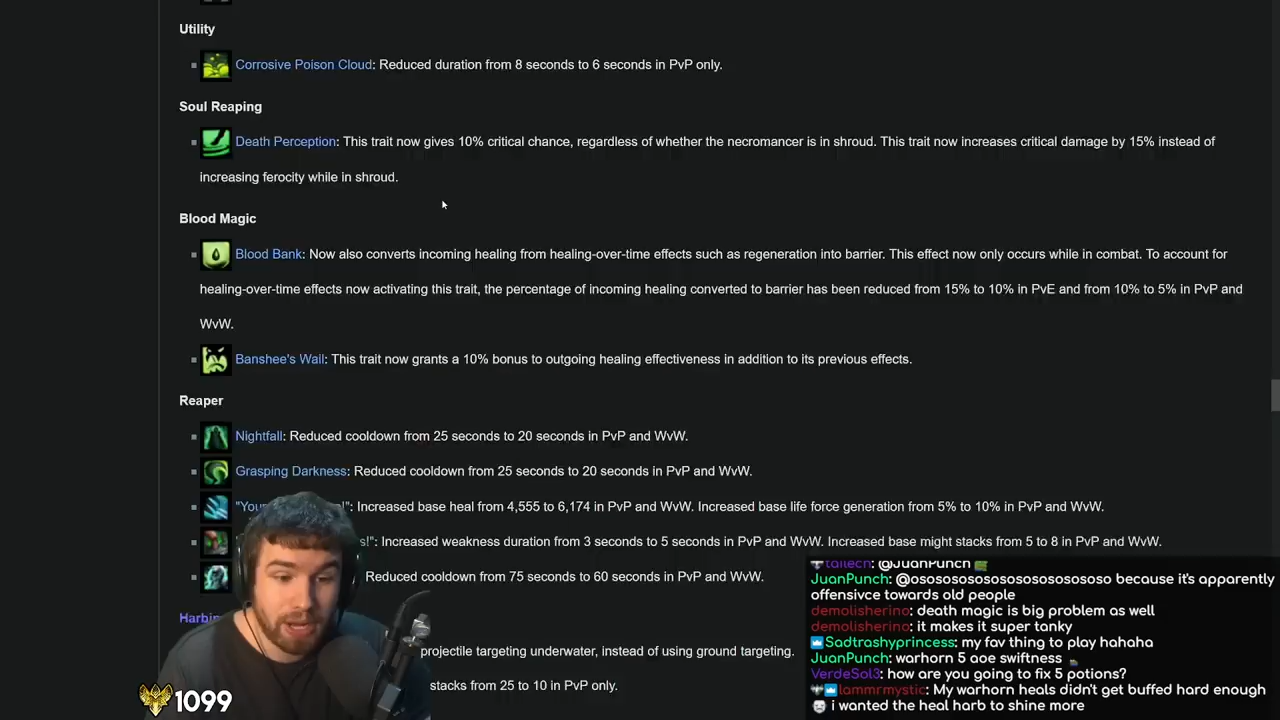 Utility
Corrosive Poison Cloud: Reduced duration from 8 seconds to 6 seconds in PvP only.
Soul Reaping
Death Perception: This trait now gives 10% critical chance, regardless of whether the necromancer is in shroud. This trait now increases critical damage by 15% instead of
increasing ferocity while in shroud.
Blood Magic
Blood Bank: Now also converts incoming healing from healing-over-time effects such as regeneration into barrier. This effect now only occurs while in combat. To account for
healing-over-time effects now activating this trait, the percentage of incoming healing converted to barrier has been reduced from 15% to 10% in PvE and from 10% to 5% in PvP and
WvW.
Banshee's Wail: This trait now grants a 10% bonus to outgoing healing effectiveness in addition to its previous effects.
Reaper
Nightfall: Reduced cooldown from 25 seconds to 20 seconds in PvP and WvW.
Grasping Darkness: Reduced cooldown from 25 seconds to 20 seconds in PvP and WvW.
!": Increased base heal from 4,555 to 6,174 in PvP and WvW. Increased base life force generation from 5% to 10% in PvP and WvW.
!": Increased weakness duration from 3 seconds to 5 seconds in PvP and WvW. Increased base might stacks from 5 to 8 in PvP and WvW.
Reduced cooldown from 75 seconds to 60 seconds in PvP and WvW.
projectile targeting underwater, instead of using ground targeting.
stacks from 25 to 10 in PvP only.
tailech: @JuanPunch
JuanPunch: @osososososososososososo because it's apparently
offensivce towards old people
demolisherino: death magic is big problem as well
demolisherino: it makes it super tanky
Sadtrashyprincess: my fav thing to play hahaha
JuanPunch: warhorn 5 aoe swiftness
VerdeSol3: how are you going to fix 5 potions?
lammrmystic: My warhorn heals didn't get buffed hard enough
i wanted the heal harb to shine more
1099